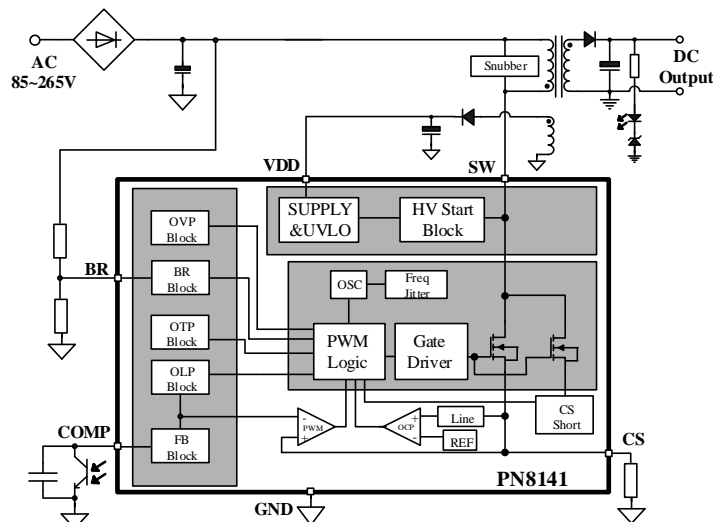 AC
85~265V
Snubber
DC
Output
VDD
SW
OVP
Block
SUPPLY
&UVLO
HV Start
Block
BR
BR
Block
OSC
Freq
Jitter
OTP
Block
PWM
Logic
Gate
Driver
OLP
Block
COMP
FB
Block
-
+
PWM
+
-
OCP
Line
REF
CS
Short
CS
PN8141
GND